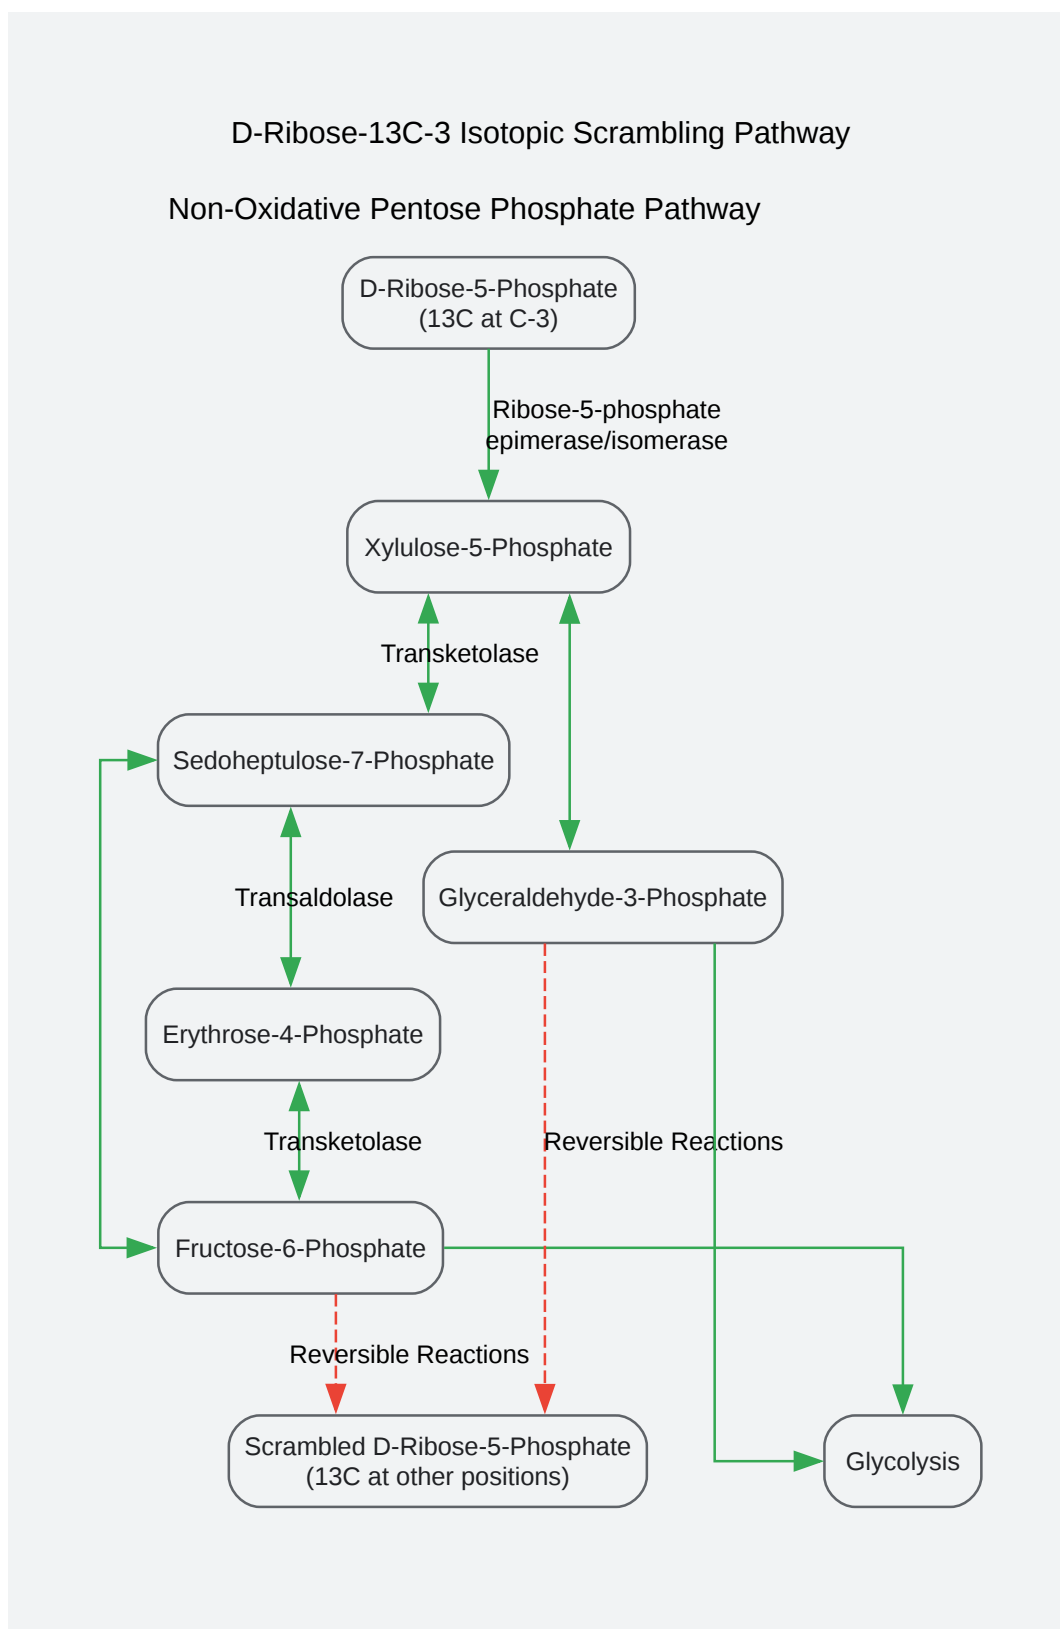 D-Ribose-13C-3 Isotopic Scrambling Pathway
Non-Oxidative Pentose Phosphate Pathway
D-Ribose-5-Phosphate
(13C at C-3)
Ribose-5-phosphate
epimerase/isomerase
Xylulose-5-Phosphate
Transketolase
Sedoheptulose-7-Phosphate
Transaldolase
Glyceraldehyde-3-Phosphate
Erythrose-4-Phosphate
Transketolase
Reversible Reactions
Fructose-6-Phosphate
Reversible Reactions
Scrambled D-Ribose-5-Phosphate
(13C at other positions)
Glycolysis